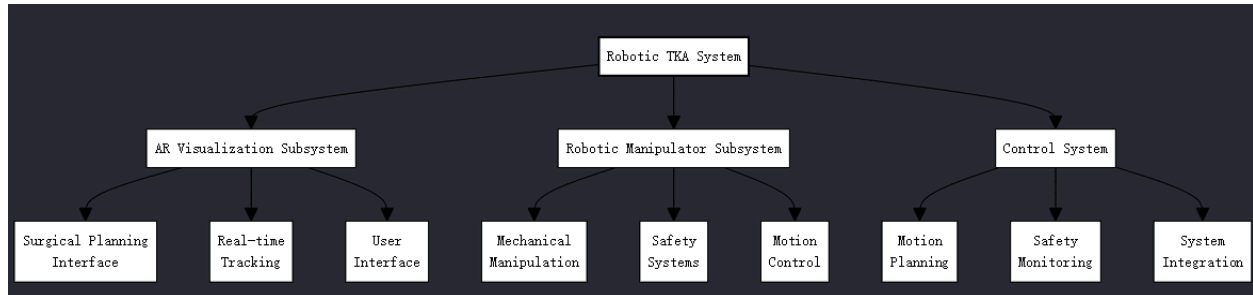 Robotic TKA System
AR Visualization Subsystem
Robotic Manipulator Subsystem
Control System
Surgical Planning
Interface
Real-time
Tracking
User
Interface
Mechanical
Manipulation
Safety
Systems
Motion
Control
Motion
Planning
Safety
Monitoring
System
Integration